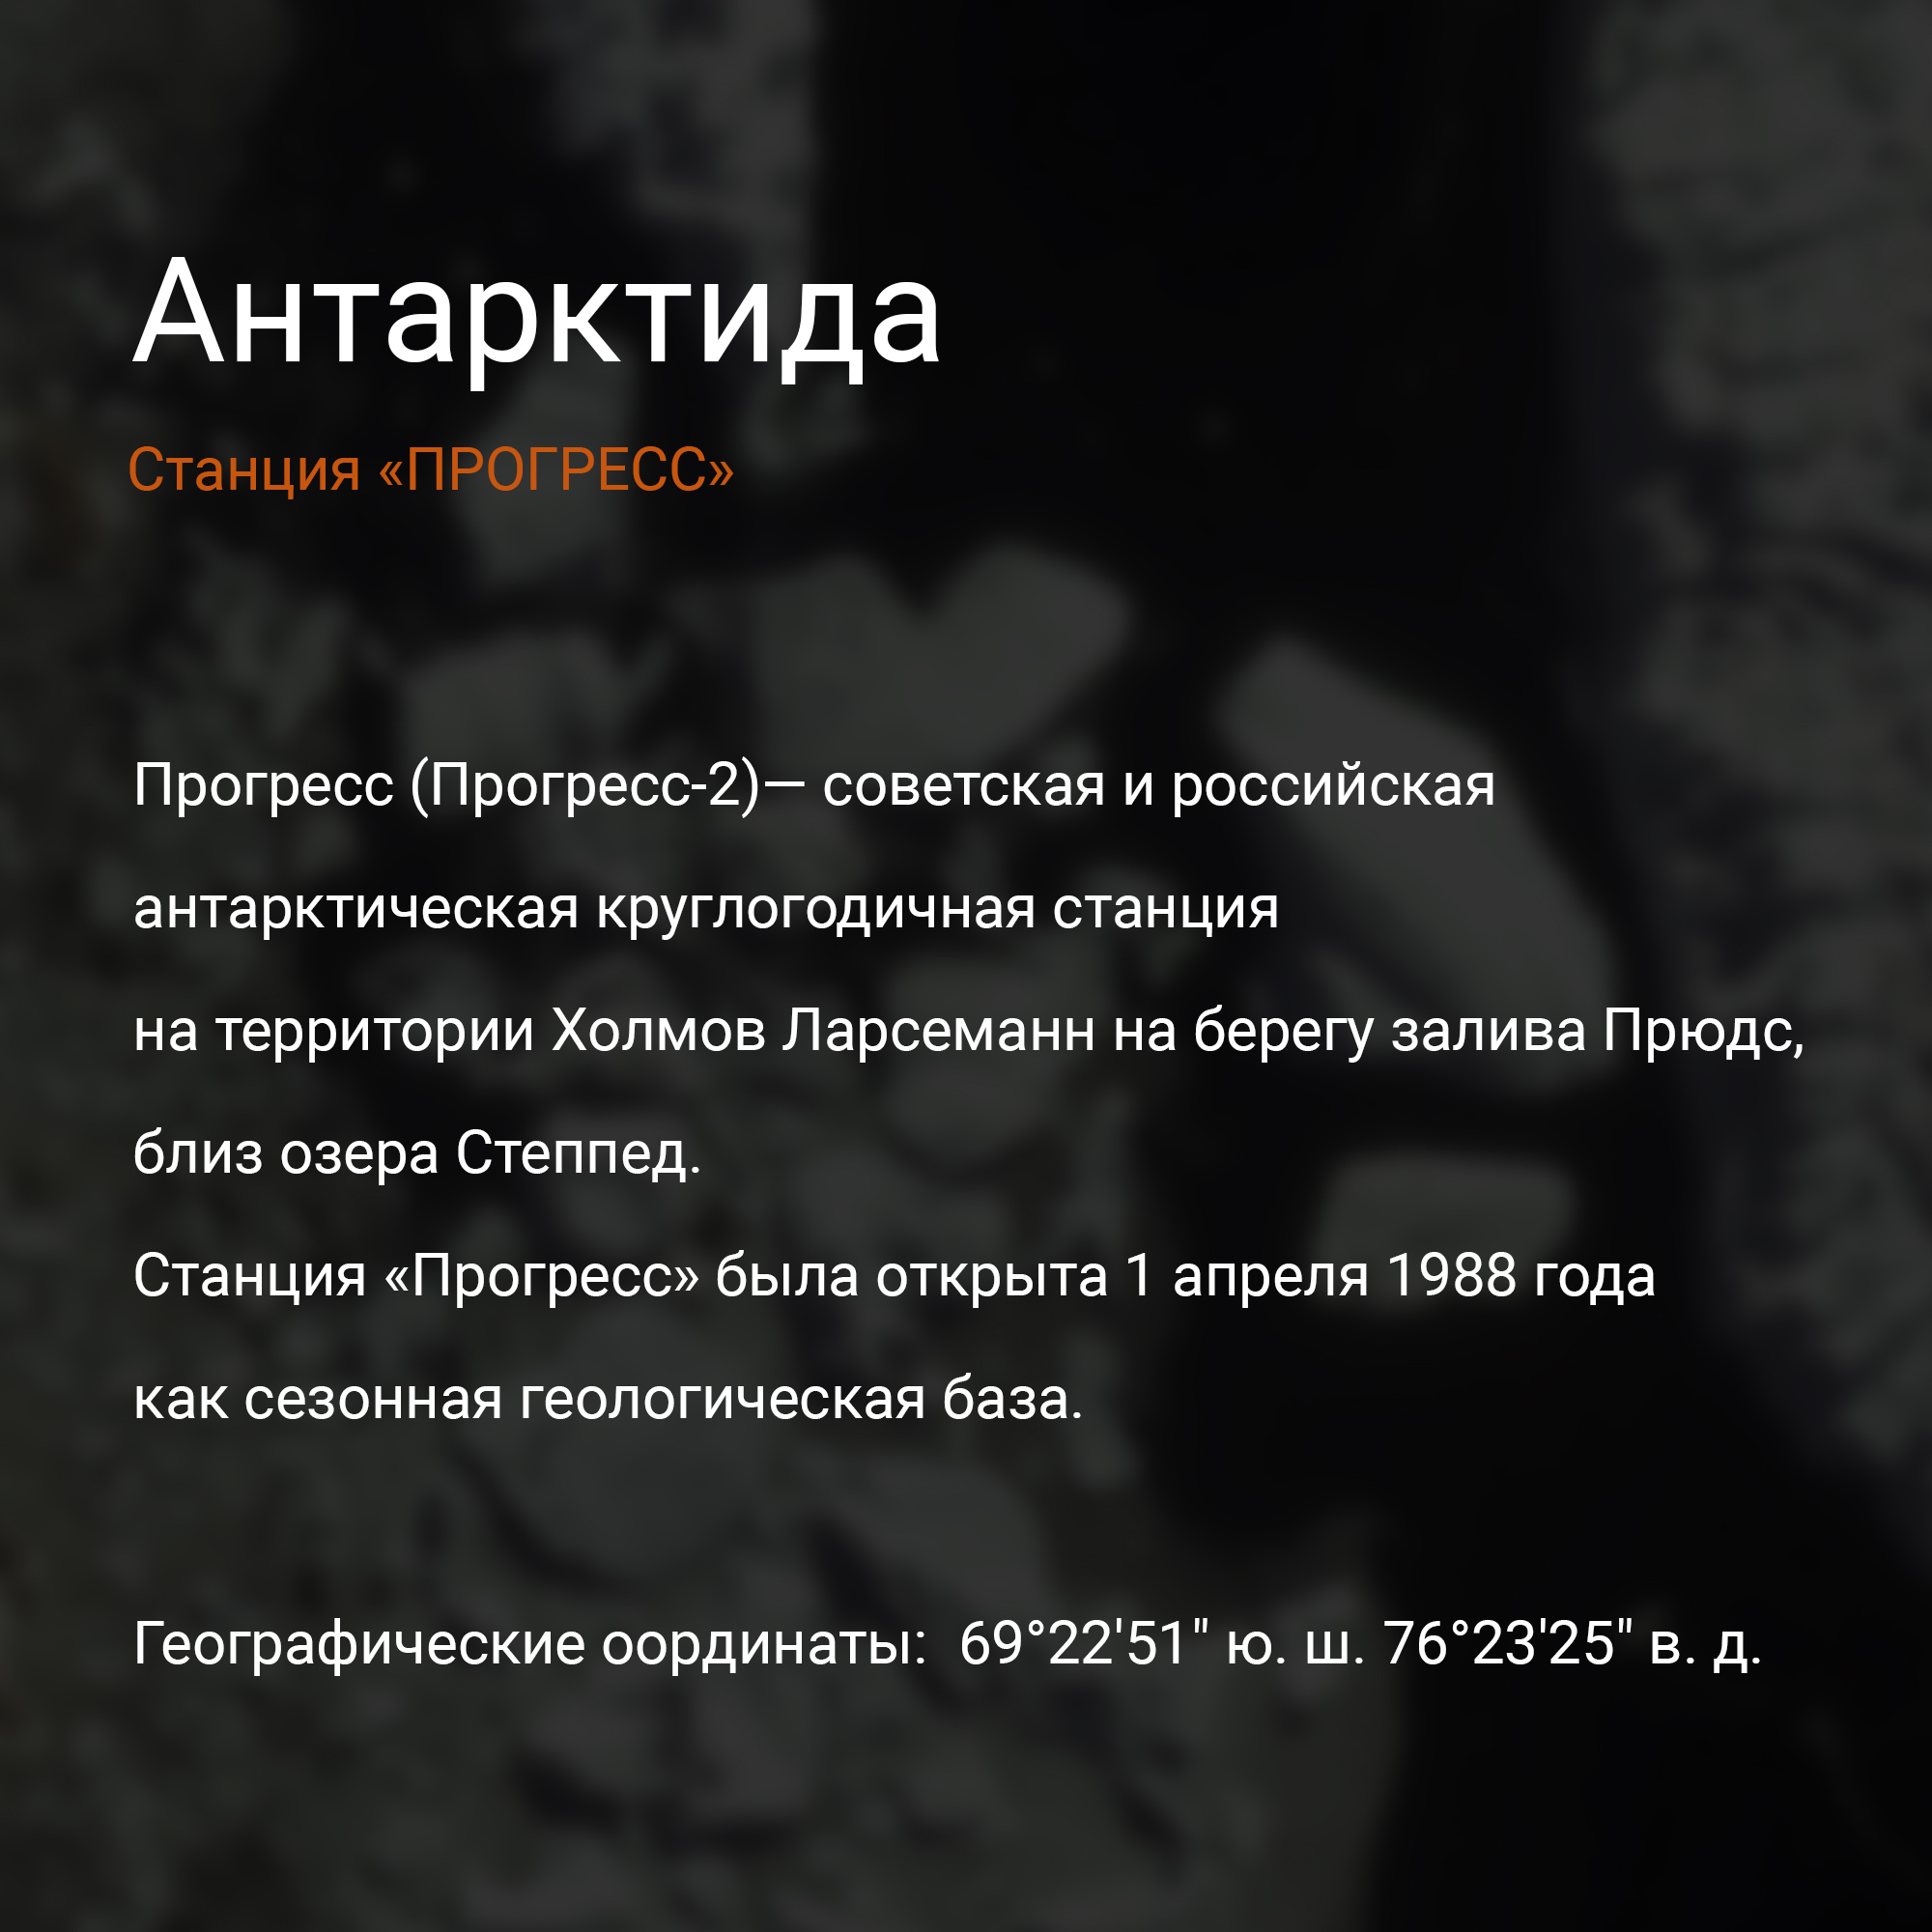 Антарктида
Станция «ПРОГРЕСС»
Прогресс (Прогресс-2)— советская и российская
антарктическая круглогодичная станция
на территории Холмов Ларсеманн на берегу залива Прюдс,
близ озера Степпед.
Станция «Прогресс» была открыта 1 апреля 1988 года
как сезонная геологическая база.
Географические оординаты:  69°22'51" ю. ш. 76°23'25" в. д.